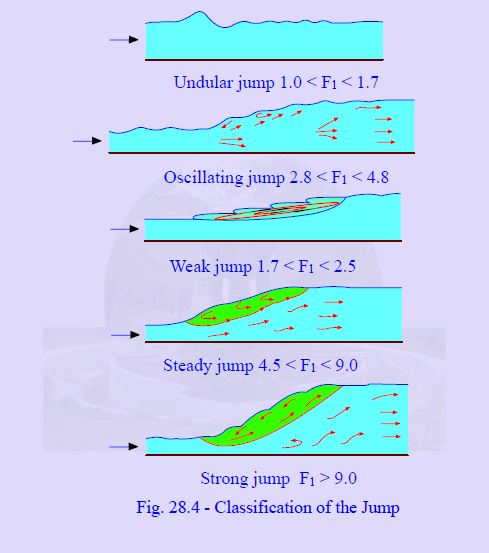 Undular jump 1.0 < F1 < 1.7
Oscillating jump 2.8 < F1 < 4.8
Weak jump 1.7 < F1 < 2.5
Steady jump 4.5 < F1 < 9.0
Strong jump F1 > 9.0
Fig. 28.4 - Classification of the Jump